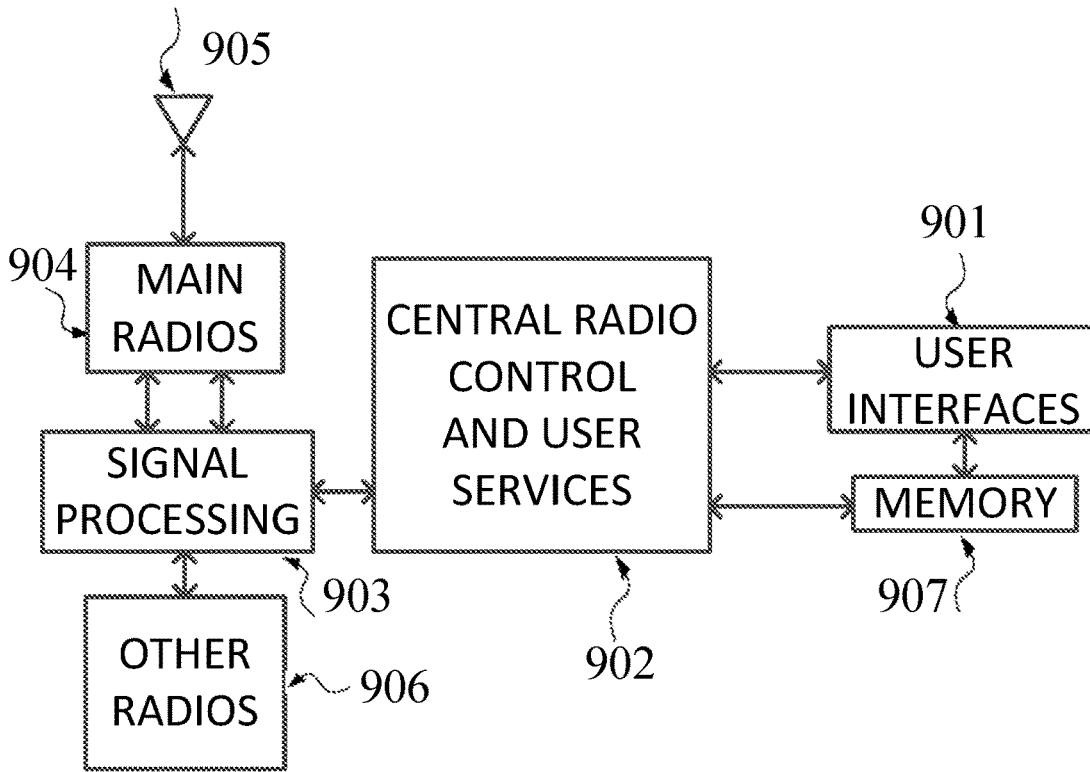 905
904
MAIN
RADIOS
SIGNAL
PROCESSING
903
OTHER
RADIOS
906
CENTRAL RADIO
CONTROL
AND USER
SERVICES
902
901
USER
INTERFACES
MEMORY
907